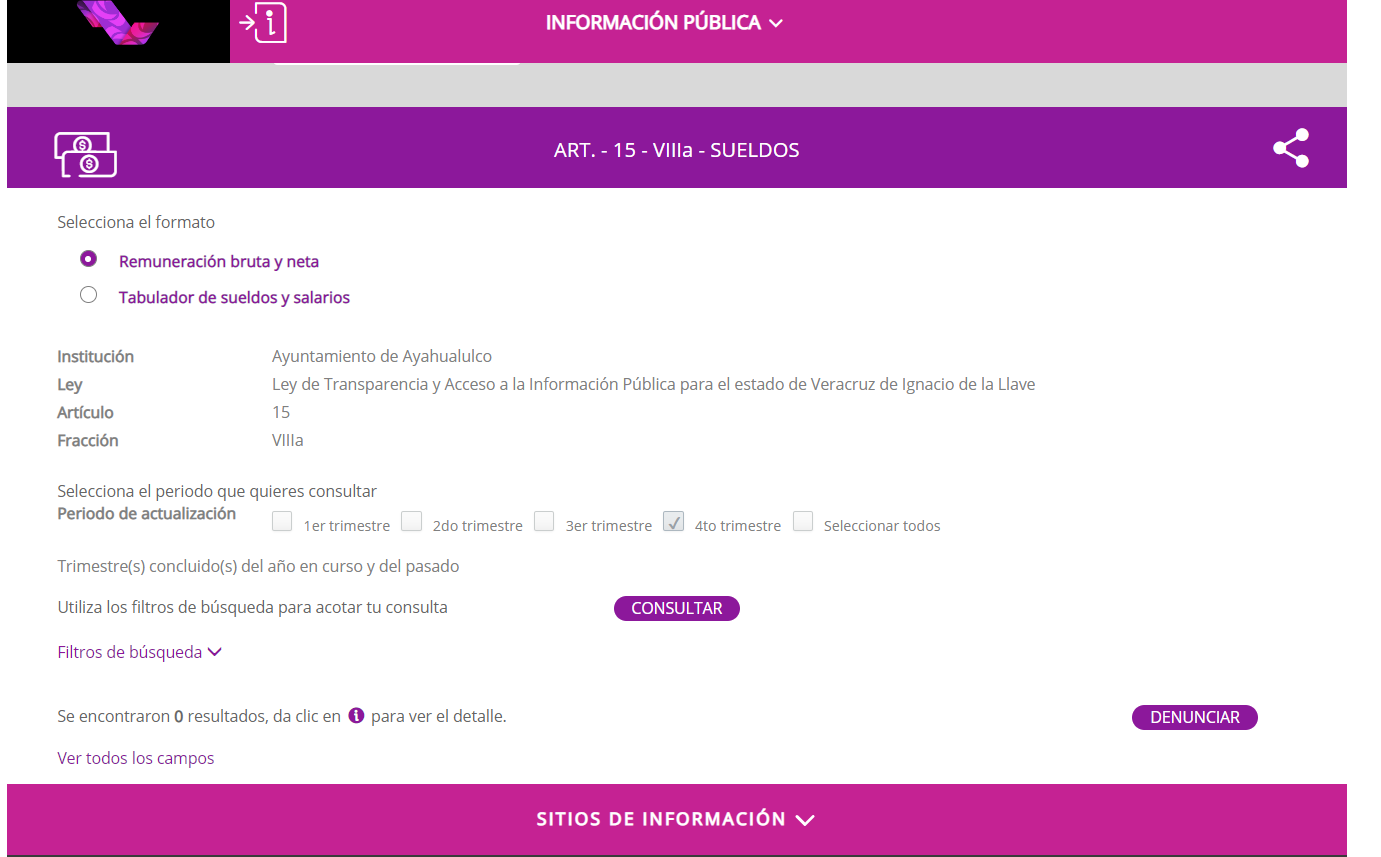 INFORMACIÓN PÚBLICA
ART. - 15 - VIIIa - SUELDOS
Selecciona el formato
Remuneración bruta y neta
Tabulador de sueldos y salarios
Institución Ayuntamiento de Ayahualulco
Ley Ley de Transparencia y Acceso a la Información Pública para el estado de Veracruz de Ignacio de la Llave
Artículo 15
Fracción VIIIa
Selecciona el periodo que quieres consultar
Periodo de actualización 1er trimestre 2do trimestre 3er trimestre 4to trimestre Seleccionar todos
Trimestre(s) concluido(s) del año en curso y del pasado
Utiliza los filtros de búsqueda para acotar tu consulta CONSULTAR
Filtros de búsqueda
Se encontraron 0 resultados, da clic en i para ver el detalle. DENUNCIAR
Ver todos los campos
SITIOS DE INFORMACIÓN